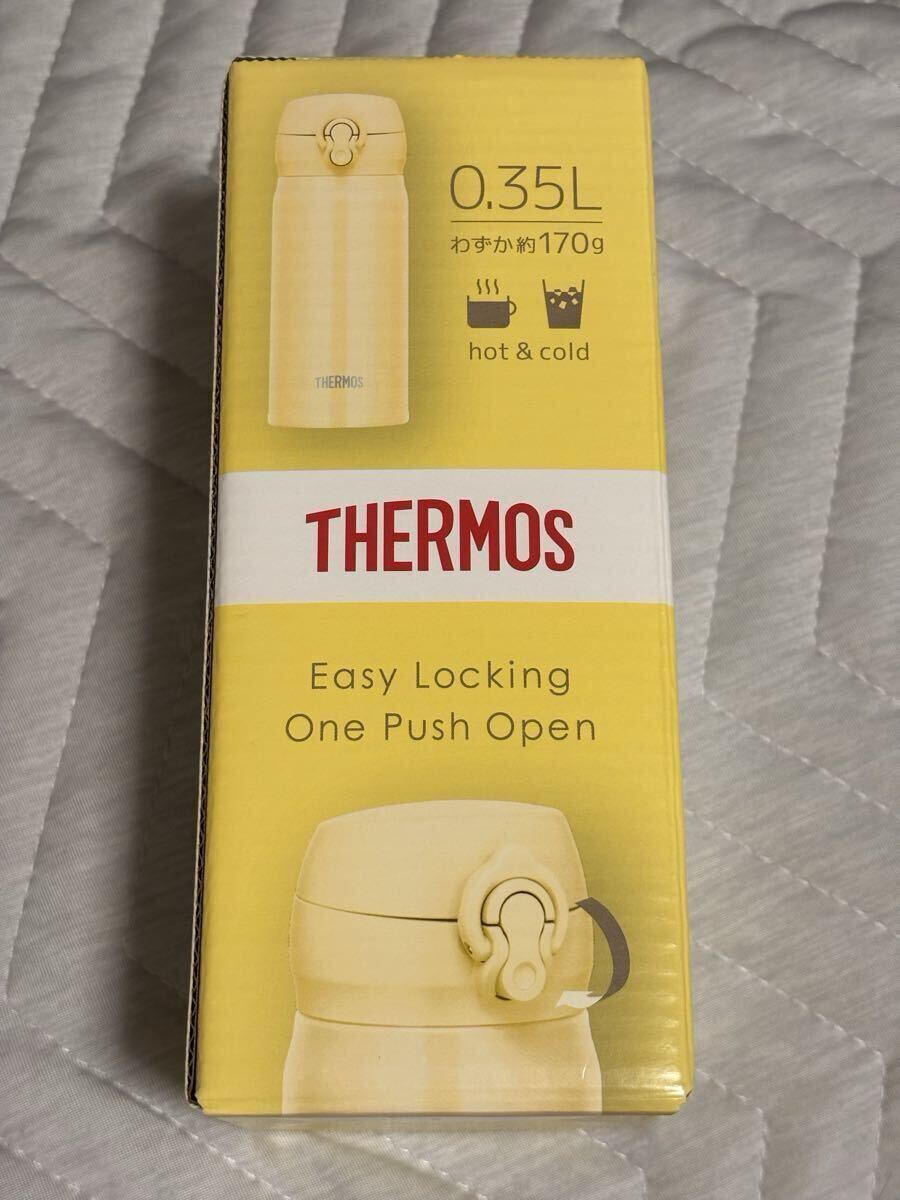 0.35L
わずか約170g
hot & cold
THERMOS
THERMOS
Easy Locking
One Push Open